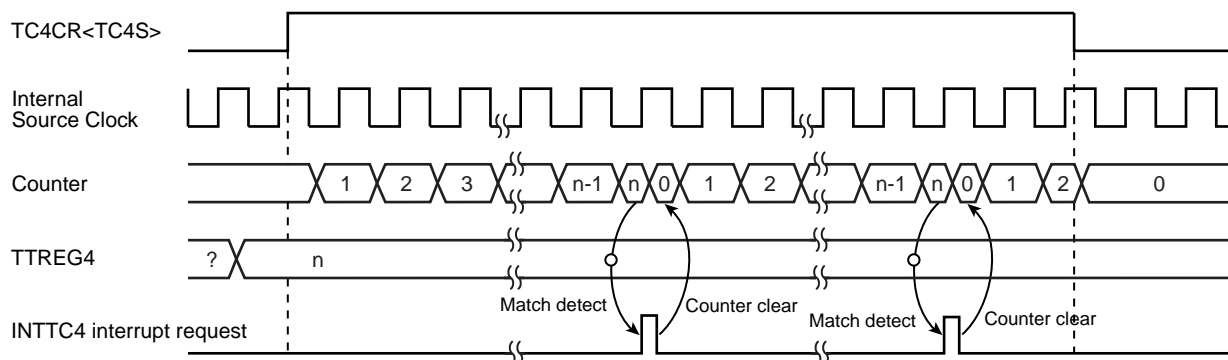 TC4CR<TC4S>
Internal
Source Clock
Counter
1 2 3 n-1 n 0 1 2 n-1 n 0 1 2 0
TTREG4
? n
Match detect Counter clear Match detect Counter clear
INTTC4 interrupt request